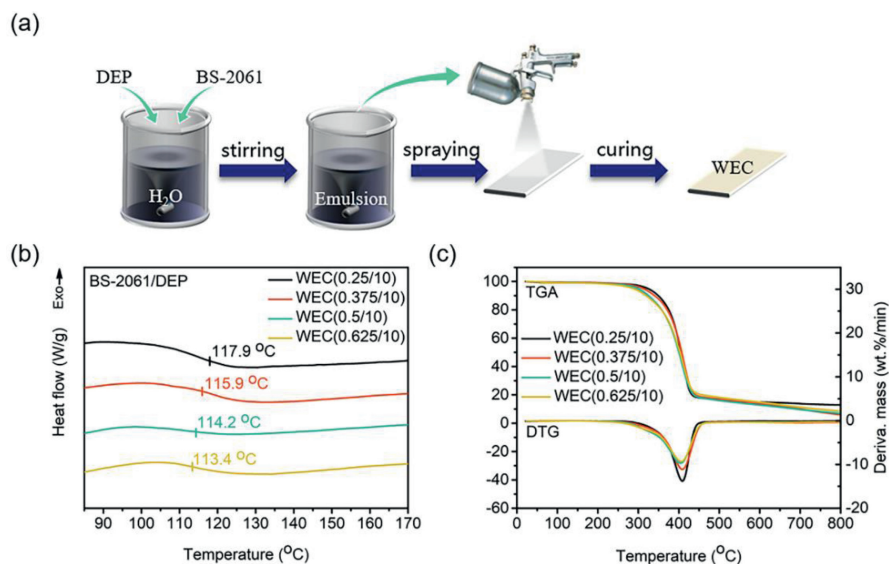 (a)
DEP
BS-2061
H₂O
stirring
Emulsion
spraying
curing
WEC
(b)
BS-2061/DEP
WEC(0.25/10)
WEC(0.375/10)
WEC(0.5/10)
WEC(0.625/10)
117.9 °C
115.9 °C
114.2 °C
113.4 °C
Heat flow (W/g)
Exo
90 100 110 120 130 140 150 160 170
Temperature (°C)
(c)
TGA
WEC(0.25/10)
WEC(0.375/10)
WEC(0.5/10)
WEC(0.625/10)
DTG
100
80
60
40
20
0
-20
-40
-60
30
20
10
0
-10
-20
Deriva. mass (wt.%/min)
0 100 200 300 400 500 600 700 800
Temperature (°C)